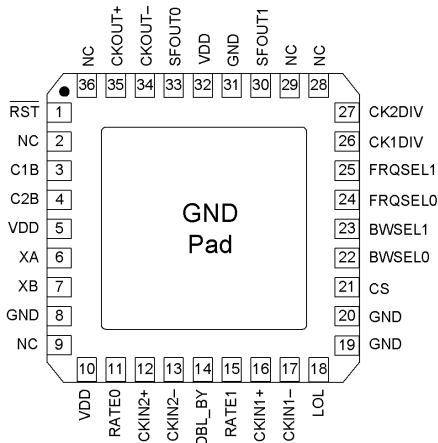 NC CKOUT+ CKOUT– SFOUT0 VDD GND SFOUT1 NC NC
36 35 34 33 32 31 30 29 28
RST 1 27 CK2DIV
NC 2 26 CK1DIV
C1B 3 25 FRQSEL1
C2B 4 24 FRQSEL0
GND
Pad
VDD 5 23 BWSEL1
XA 6 22 BWSEL0
XB 7 21 CS
GND 8 20 GND
NC 9 19 GND
10 11 12 13 14 15 16 17 18
VDD RATE0 CKIN2+ CKIN2– DBL_BY RATE1 CKIN1+ CKIN1– LOL